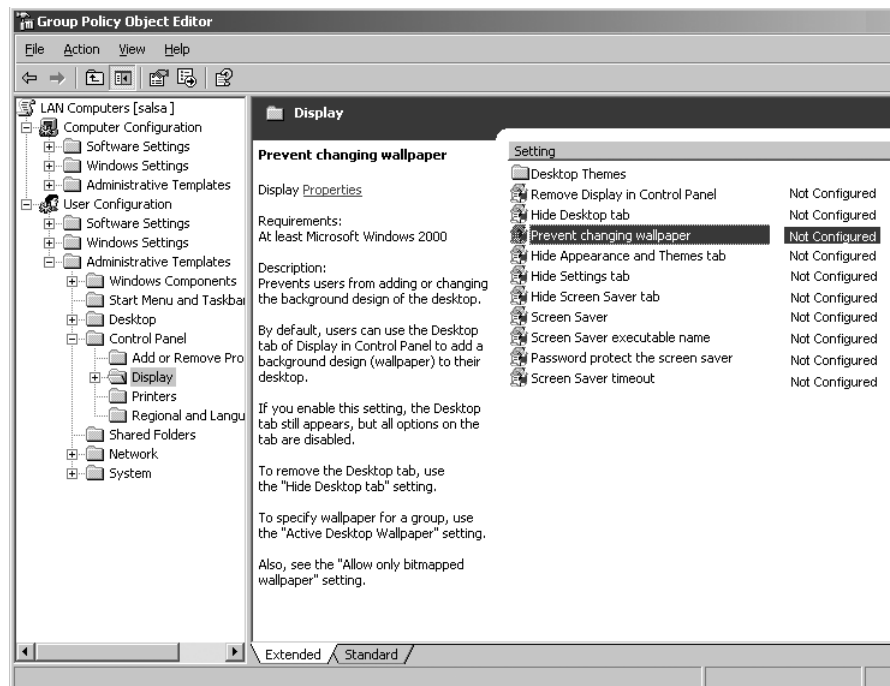 Group Policy Object Editor
File Action View Help
LAN Computers [salsa ]
Computer Configuration
Software Settings
Windows Settings
Administrative Templates
User Configuration
Software Settings
Windows Settings
Administrative Templates
Windows Components
Start Menu and Taskbar
Desktop
Control Panel
Add or Remove Pro
Display
Printers
Regional and Langu
Shared Folders
Network
System
Display
Prevent changing wallpaper
Display Properties
Requirements:
At least Microsoft Windows 2000
Description:
Prevents users from adding or changing
the background design of the desktop.
By default, users can use the Desktop
tab of Display in Control Panel to add a
background design (wallpaper) to their
desktop.
If you enable this setting, the Desktop
tab still appears, but all options on the
tab are disabled.
To remove the Desktop tab, use
the "Hide Desktop tab" setting.
To specify wallpaper for a group, use
the "Active Desktop Wallpaper" setting.
Also, see the "Allow only bitmapped
wallpaper" setting.
Setting
Desktop Themes
Remove Display in Control Panel Not Configured
Hide Desktop tab Not Configured
Prevent changing wallpaper Not Configured
Hide Appearance and Themes tab Not Configured
Hide Settings tab Not Configured
Hide Screen Saver tab Not Configured
Screen Saver Not Configured
Screen Saver executable name Not Configured
Password protect the screen saver Not Configured
Screen Saver timeout Not Configured
Extended Standard